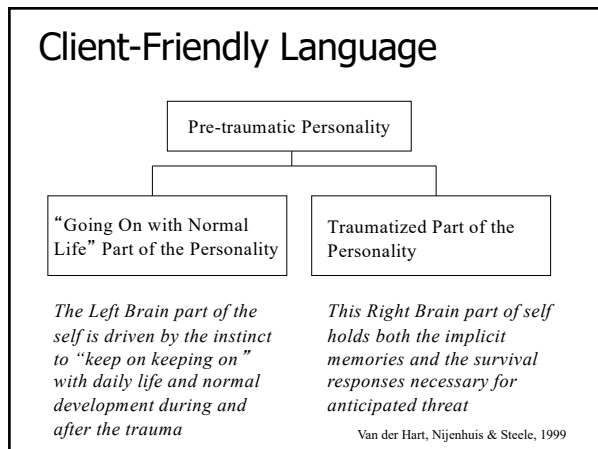 Client-Friendly Language
Pre-traumatic Personality
“Going On with Normal
Life” Part of the Personality
Traumatized Part of the
Personality
The Left Brain part of the
self is driven by the instinct
to “keep on keeping on”
with daily life and normal
development during and
after the trauma
This Right Brain part of self
holds both the implicit
memories and the survival
responses necessary for
anticipated threat
Van der Hart, Nijenhuis & Steele, 1999